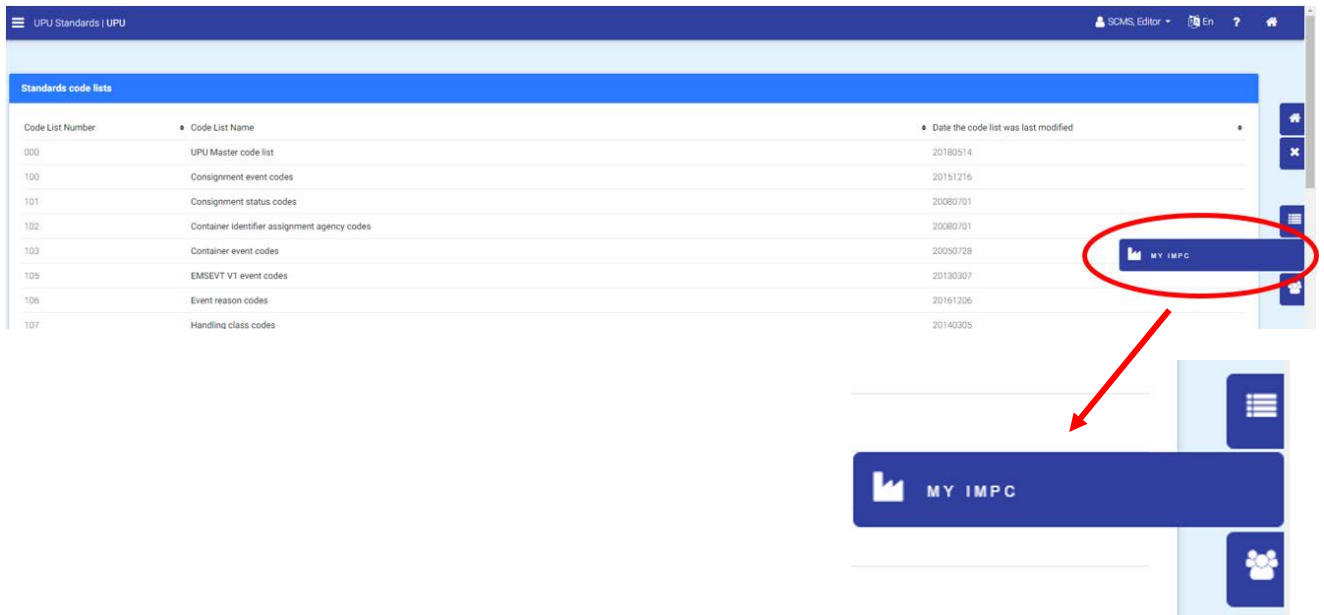 UPU Standards | UPU SCMS, Editor En ?
Standards code lists
Code List Number Code List Name Date the code list was last modified
000 UPU Master code list 20180514
100 Consignment event codes 20151216
101 Consignment status codes 20080701
102 Container identifier assignment agency codes 20080701
103 Container event codes 20050728
MY IMPC
105 EMSEVT V1 event codes 20130307
106 Event reason codes 20161206
107 Handling class codes 20140305
MY IMPC